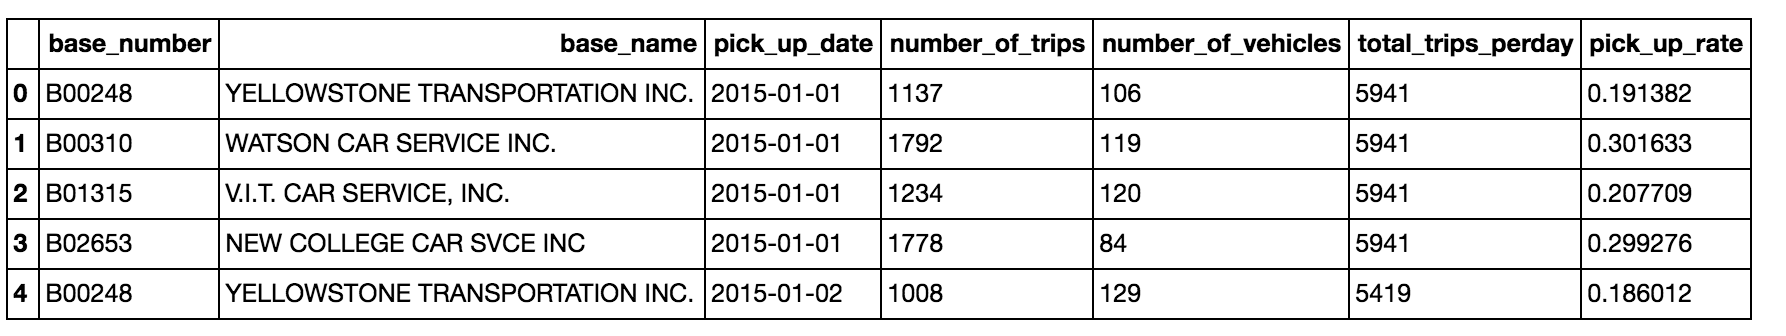 base_number base_name pick_up_date number_of_trips number_of_vehicles total_trips_perday pick_up_rate
0 B00248 YELLOWSTONE TRANSPORTATION INC. 2015-01-01 1137 106 5941 0.191382
1 B00310 WATSON CAR SERVICE INC. 2015-01-01 1792 119 5941 0.301633
2 B01315 V.I.T. CAR SERVICE, INC. 2015-01-01 1234 120 5941 0.207709
3 B02653 NEW COLLEGE CAR SVCE INC 2015-01-01 1778 84 5941 0.299276
4 B00248 YELLOWSTONE TRANSPORTATION INC. 2015-01-02 1008 129 5419 0.186012